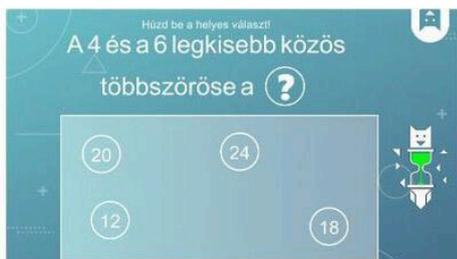 Húzd be a helyes választ!
A 4 és a 6 legkisebb közös
többszöröse a ?
20
24
12
18